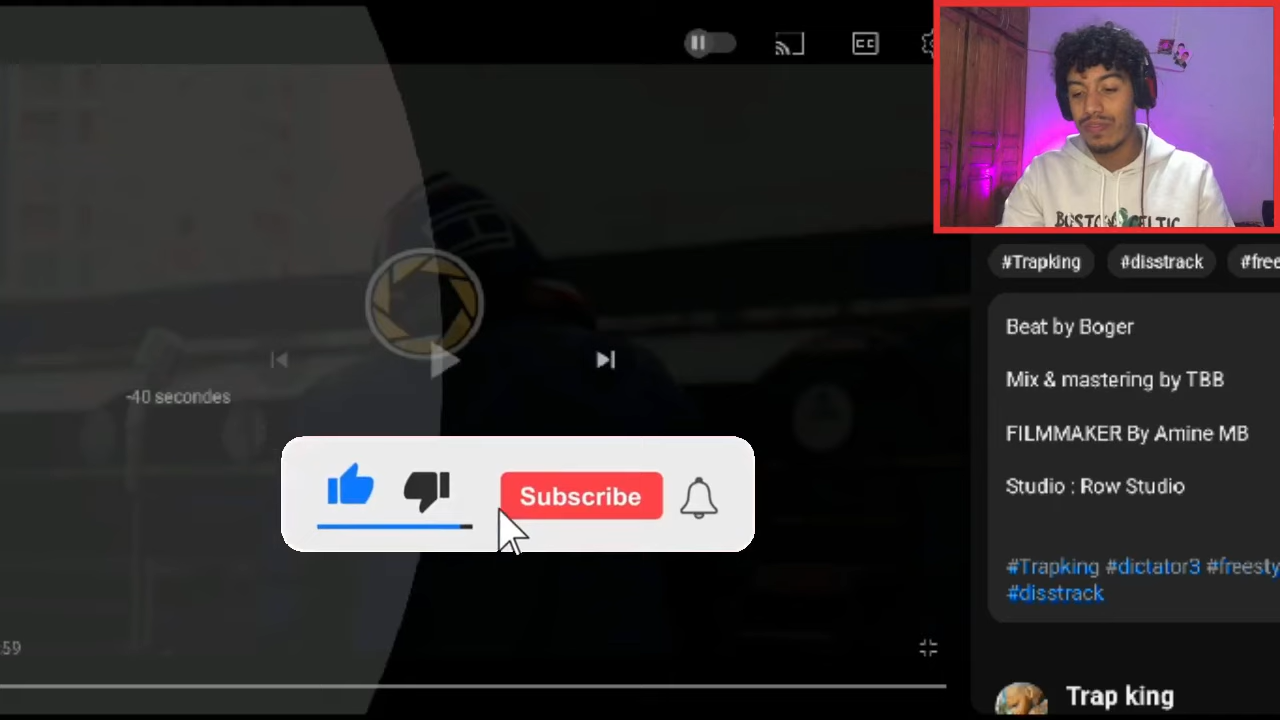 CC
#Trapking #disstrack #free
Beat by Boger
Mix & mastering by TBB
FILMMAKER By Amine MB
Studio : Row Studio
#Trapking #dictator3 #freesty
#disstrack
Trap king
-40 secondes
Subscribe
:59